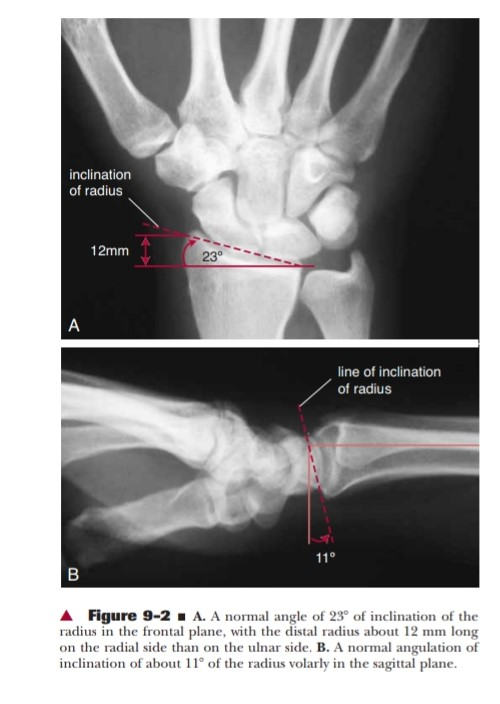 inclination
of radius
12mm
23°
A
line of inclination
of radius
11°
B
▲ Figure 9–2 ■ A. A normal angle of 23° of inclination of the
radius in the frontal plane, with the distal radius about 12 mm long
on the radial side than on the ulnar side. B. A normal angulation of
inclination of about 11° of the radius volarly in the sagittal plane.